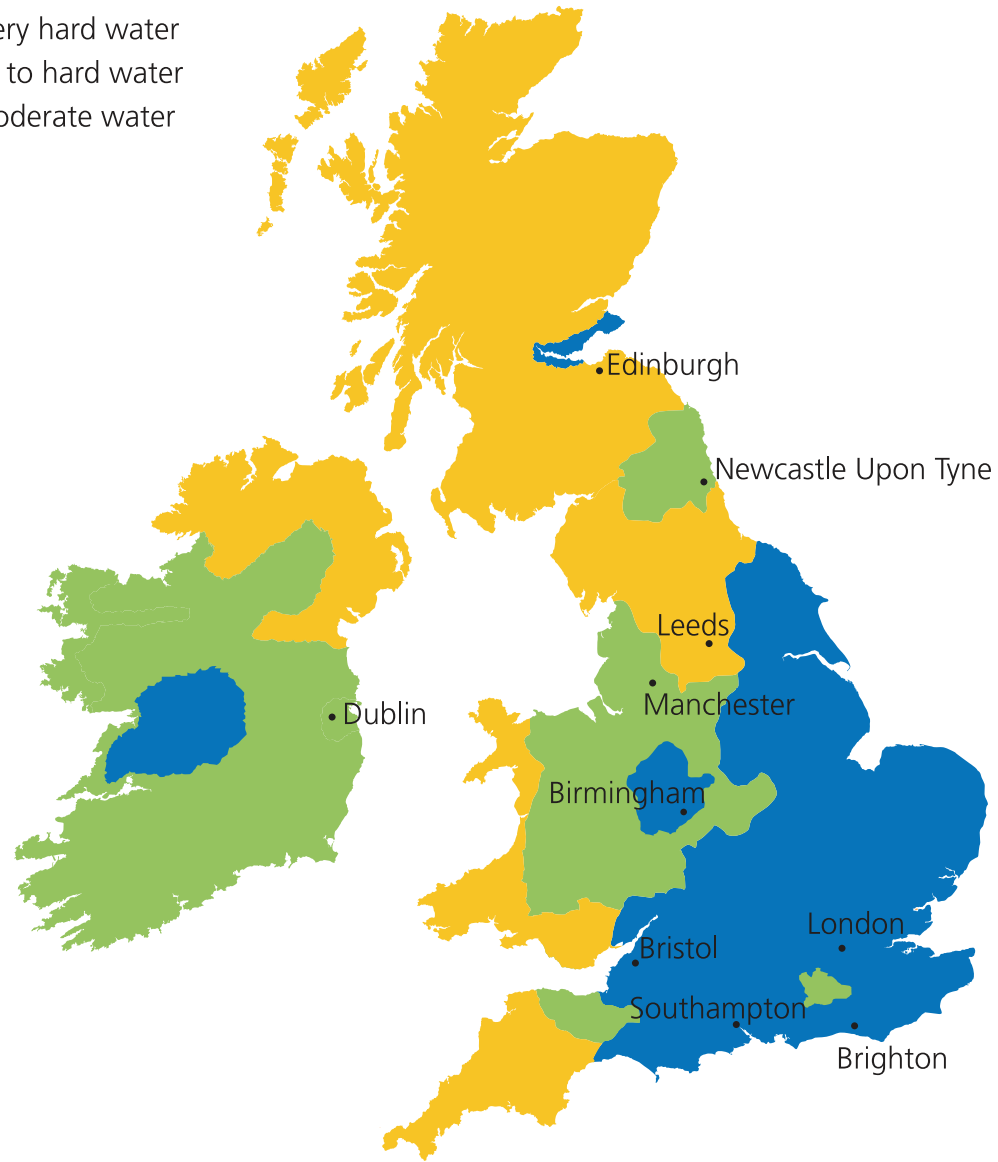 ery hard water
to hard water
oderate water
Edinburgh
Newcastle Upon Tyne
Leeds
Manchester
Dublin
Birmingham
London
Bristol
Southampton
Brighton